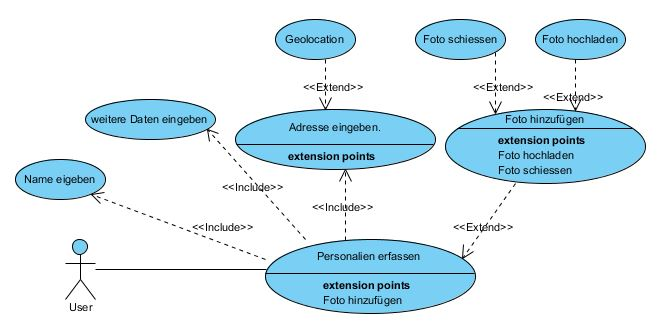 Geolocation
Foto schiessen
Foto hochladen
<<Extend>>
<<Extend>>
<<Extend>>
weitere Daten eingeben
Adresse eingeben.
extension points
Foto hinzufügen
extension points
Foto hochladen
Foto schiessen
Name eigeben
<<Include>>
<<Include>>
<<Include>>
<<Extend>>
Personalien erfassen
extension points
Foto hinzufügen
User